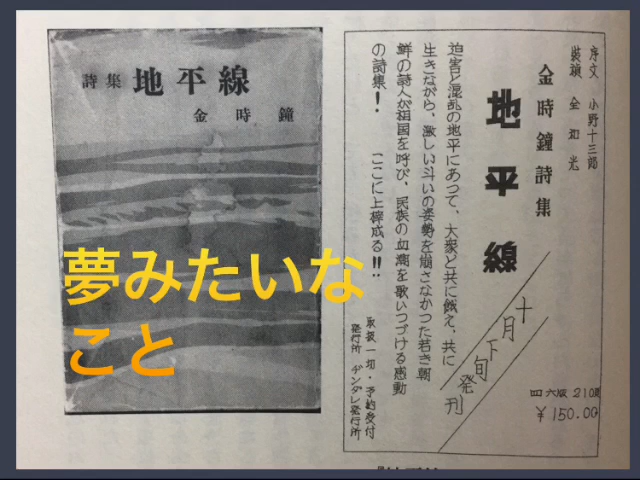 詩集 地平線
金時鐘
夢みたいな
こと
序文 小野十三郎
装幀 金知光
金時鐘詩集
地平線
迫害と混乱の地平にあって、大衆と共に餓え、共に
生きながら、激しい斗いの姿勢を崩さなかった若き朝
鮮の詩人が祖国を呼び、民族の血潮を歌いつづける感動
の詩集! ここに上梓成る!!
十月下旬発刊
取扱一切・予約受付
発行所 ヂンダレ発行所
四六版 210頁
¥150.00